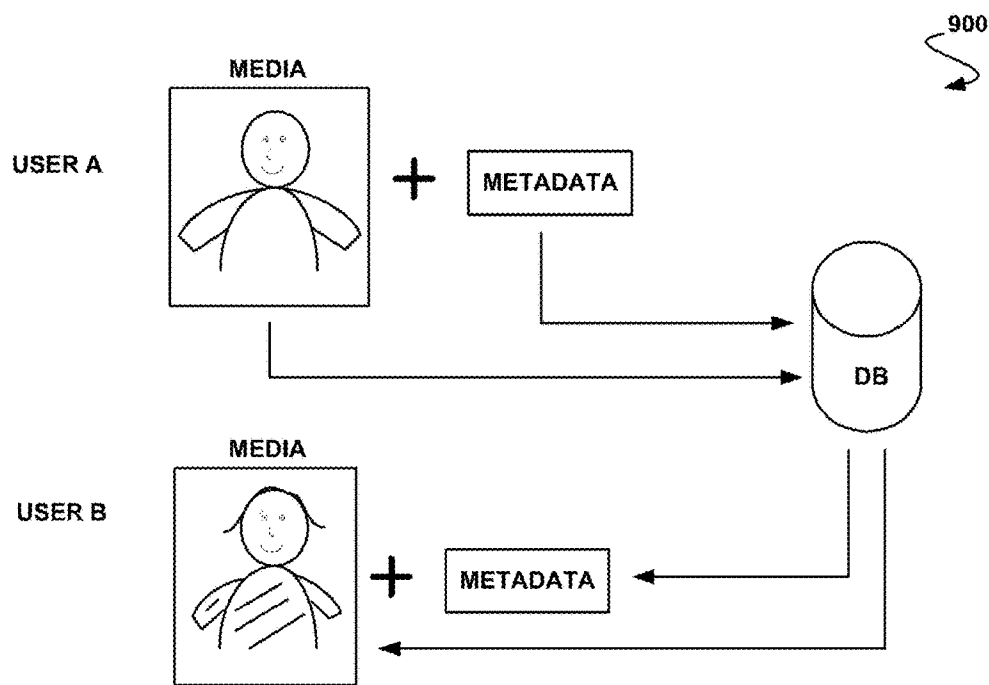 900
MEDIA
USER A
METADATA
DB
MEDIA
USER B
METADATA